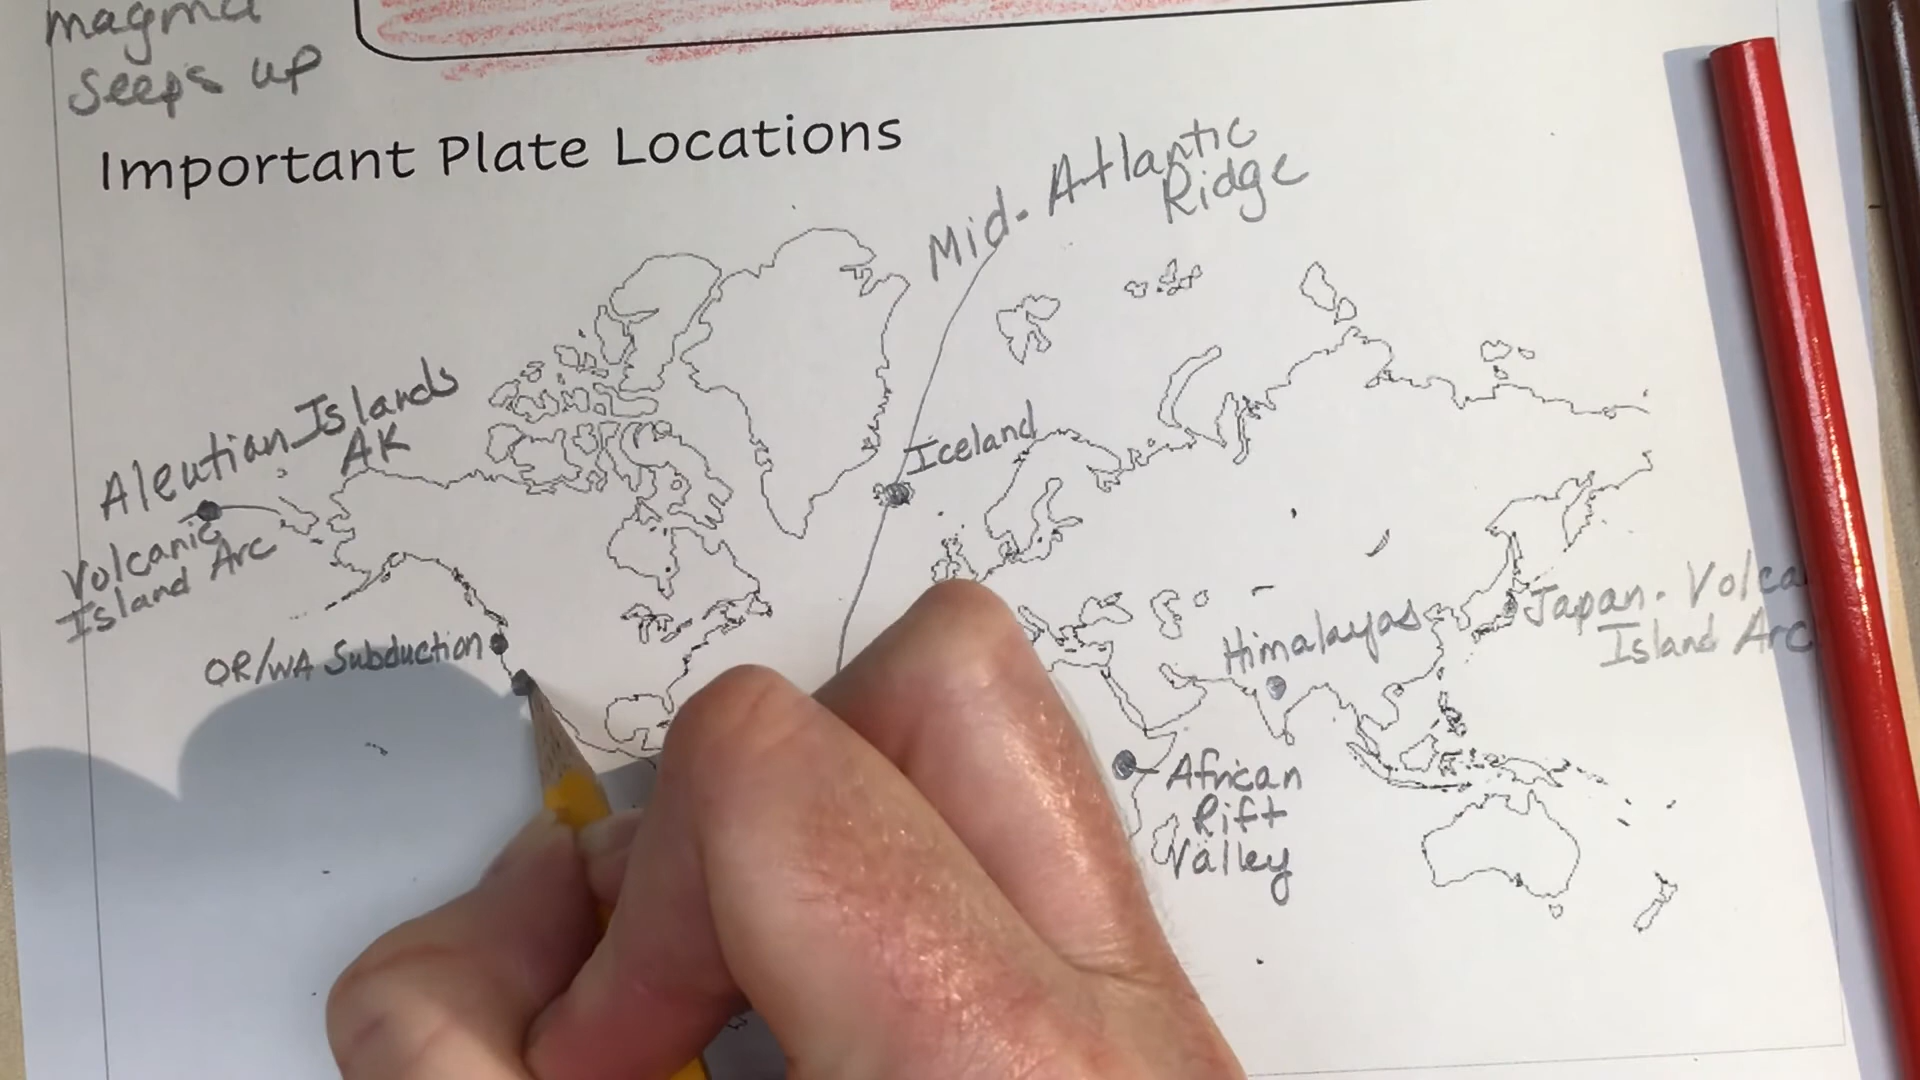 magma
seeps up
Important Plate Locations
Mid-Atlantic
Ridge
Aleutian Islands
AK
Iceland
Volcanic
Island Arc
OR/WA Subduction
Himalayas
Japan - Volca
Island Arc
African
Rift
Valley